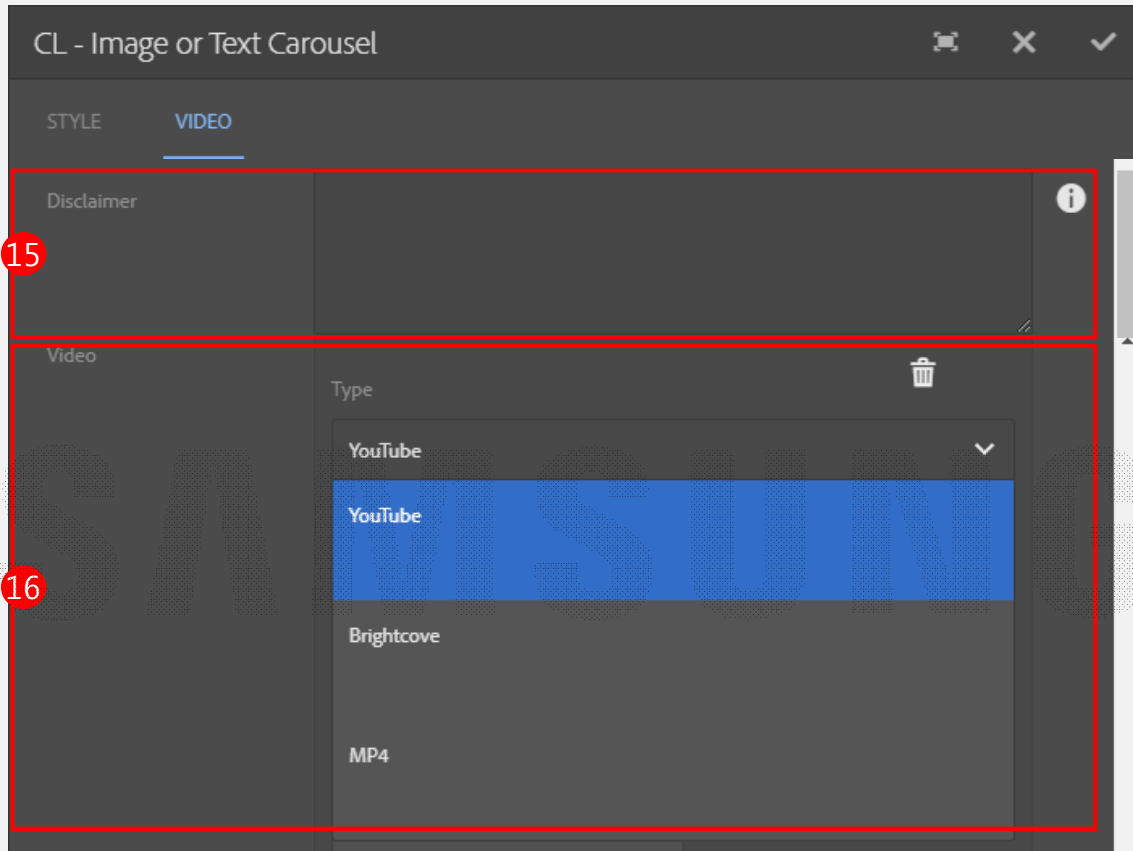 CL - Image or Text Carousel
STYLE VIDEO
Disclaimer
15
Video
Type
YouTube
YouTube
16
Brightcove
MP4
SAMSUNG